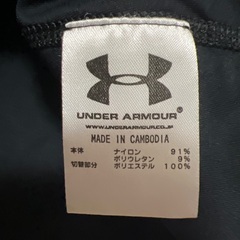 UNDER ARMOUR
WWW.UNDERARMOUR.CO.JP
MADE IN CAMBODIA
本体 ナイロン 91%
ポリウレタン 9%
切替部分 ポリエステル 100%